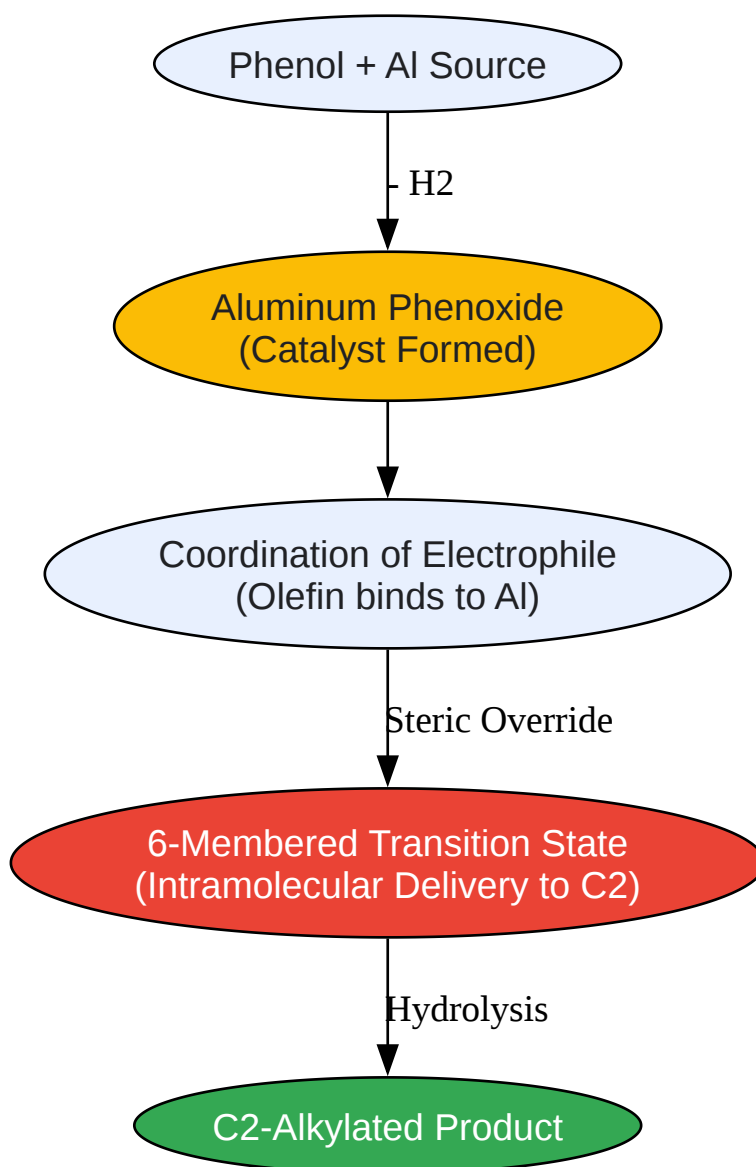 Phenol + Al Source
- H2
Aluminum Phenoxide
(Catalyst Formed)
Coordination of Electrophile
(Olefin binds to Al)
Steric Override
6-Membered Transition State
(Intramolecular Delivery to C2)
Hydrolysis
C2-Alkylated Product